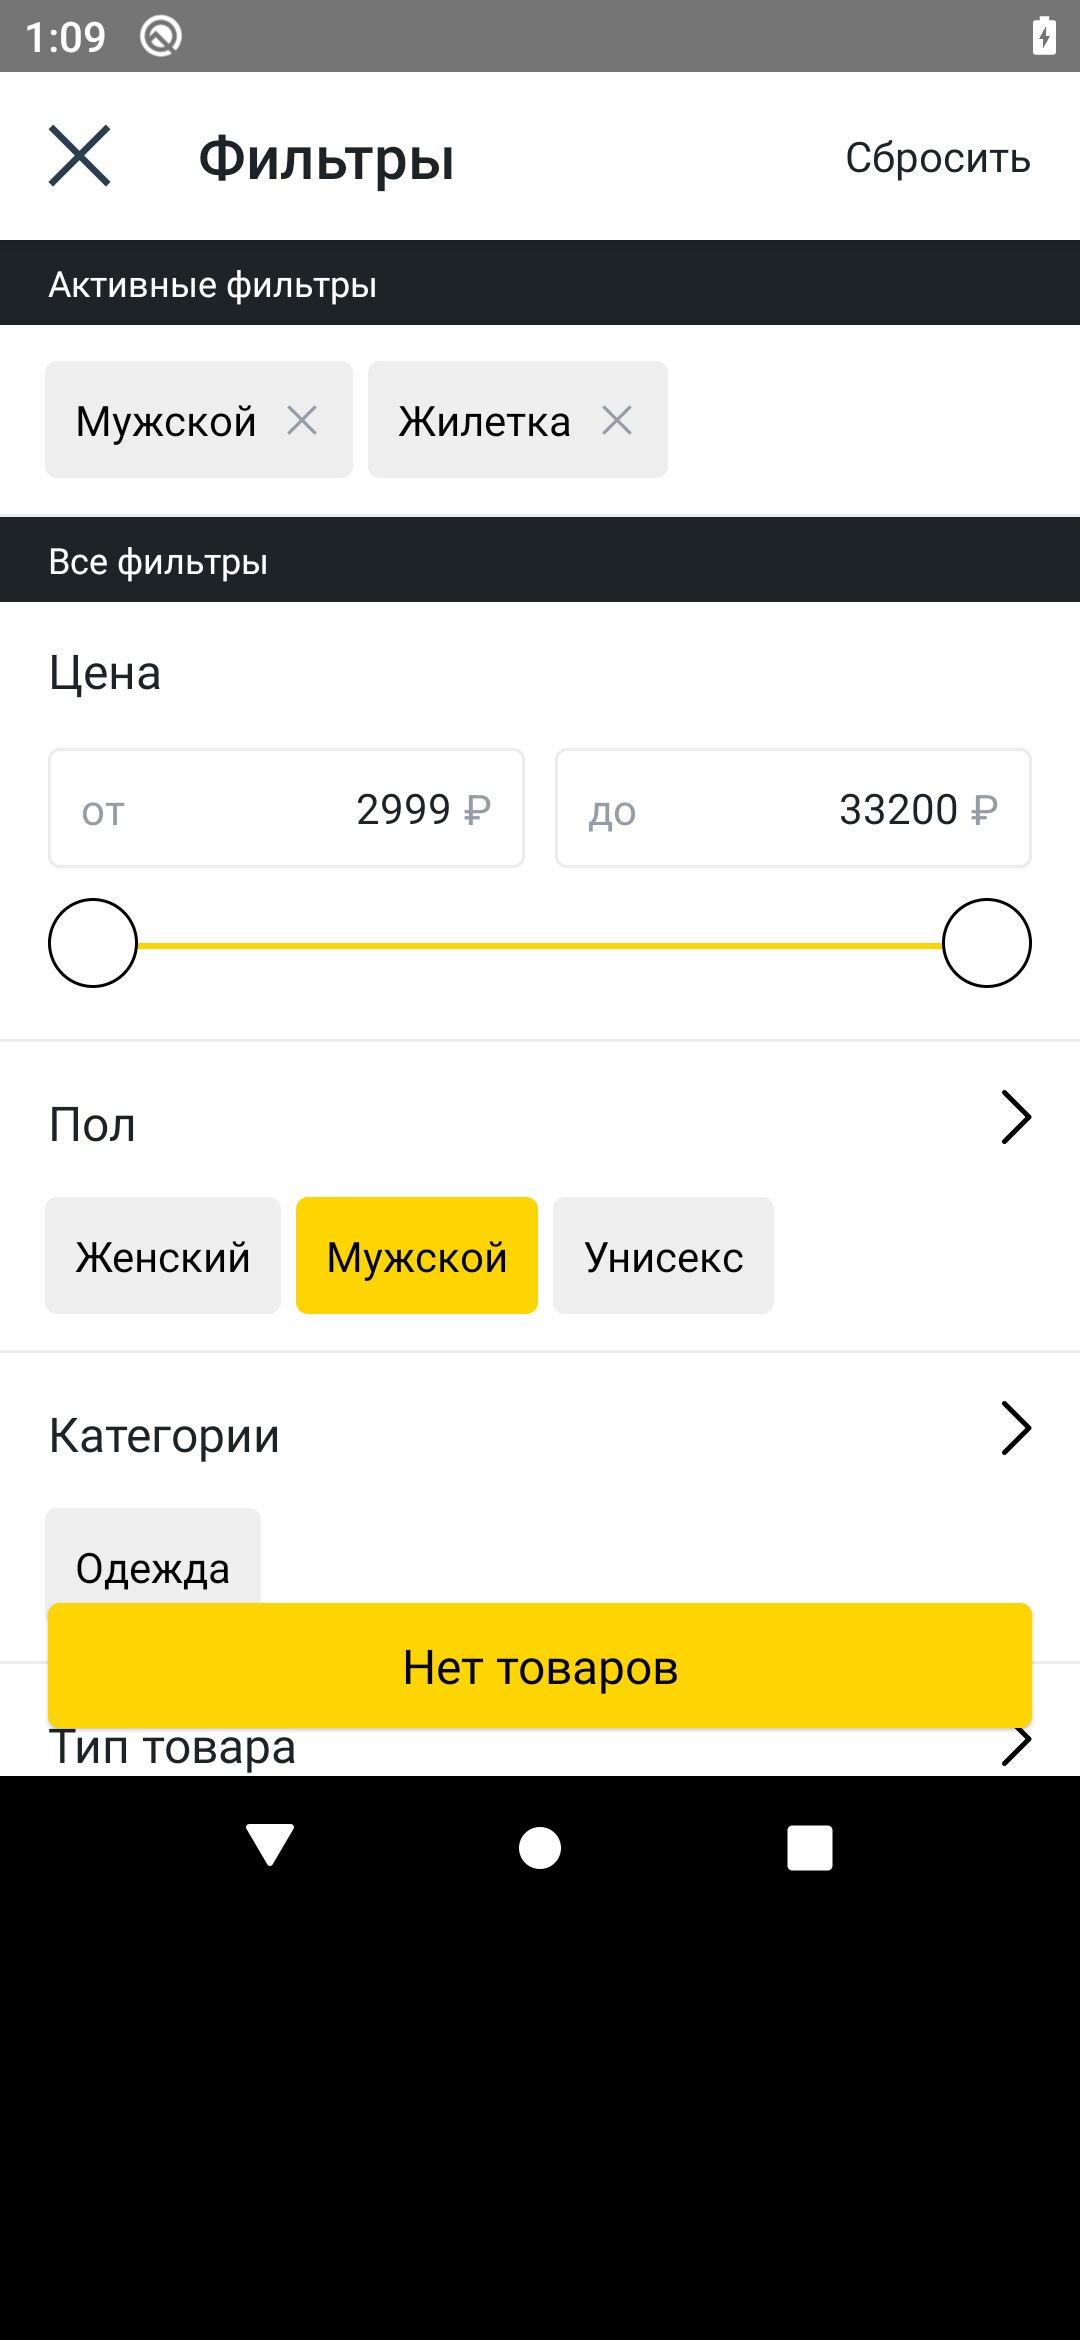 1:09
Фильтры
Сбросить
Активные фильтры
Мужской
Жилетка
Все фильтры
Цена
от 2999 ₽
до 33200 ₽
Пол
Женский
Мужской
Унисекс
Категории
Одежда
Нет товаров
Тип товара